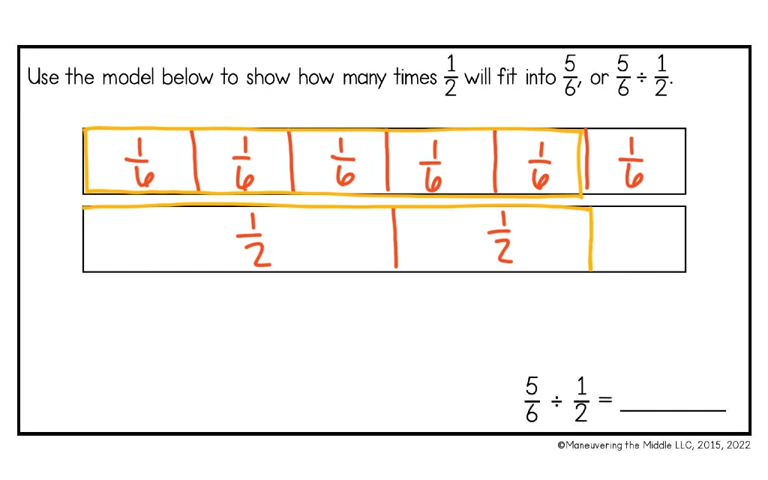 Use the model below to show how many times 1/2 will fit into 5/6, or 5/6 ÷ 1/2.
1/6 1/6 1/6 1/6 1/6 1/6
1/2 1/2
5/6 ÷ 1/2 = ________
©Maneuvering the Middle LLC, 2015, 2022